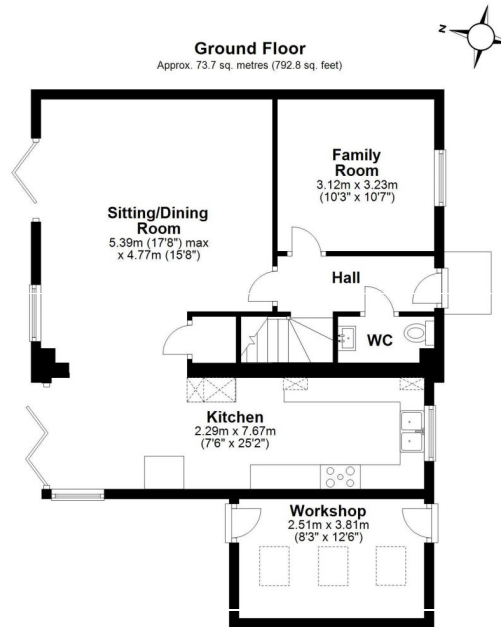 Ground Floor
Approx. 73.7 sq. metres (792.8 sq. feet)
N
Family
Room
3.12m x 3.23m
(10'3" x 10'7")
Sitting/Dining
Room
5.39m (17'8") max
x 4.77m (15'8")
Hall
WC
Kitchen
2.29m x 7.67m
(7'6" x 25'2")
Workshop
2.51m x 3.81m
(8'3" x 12'6")